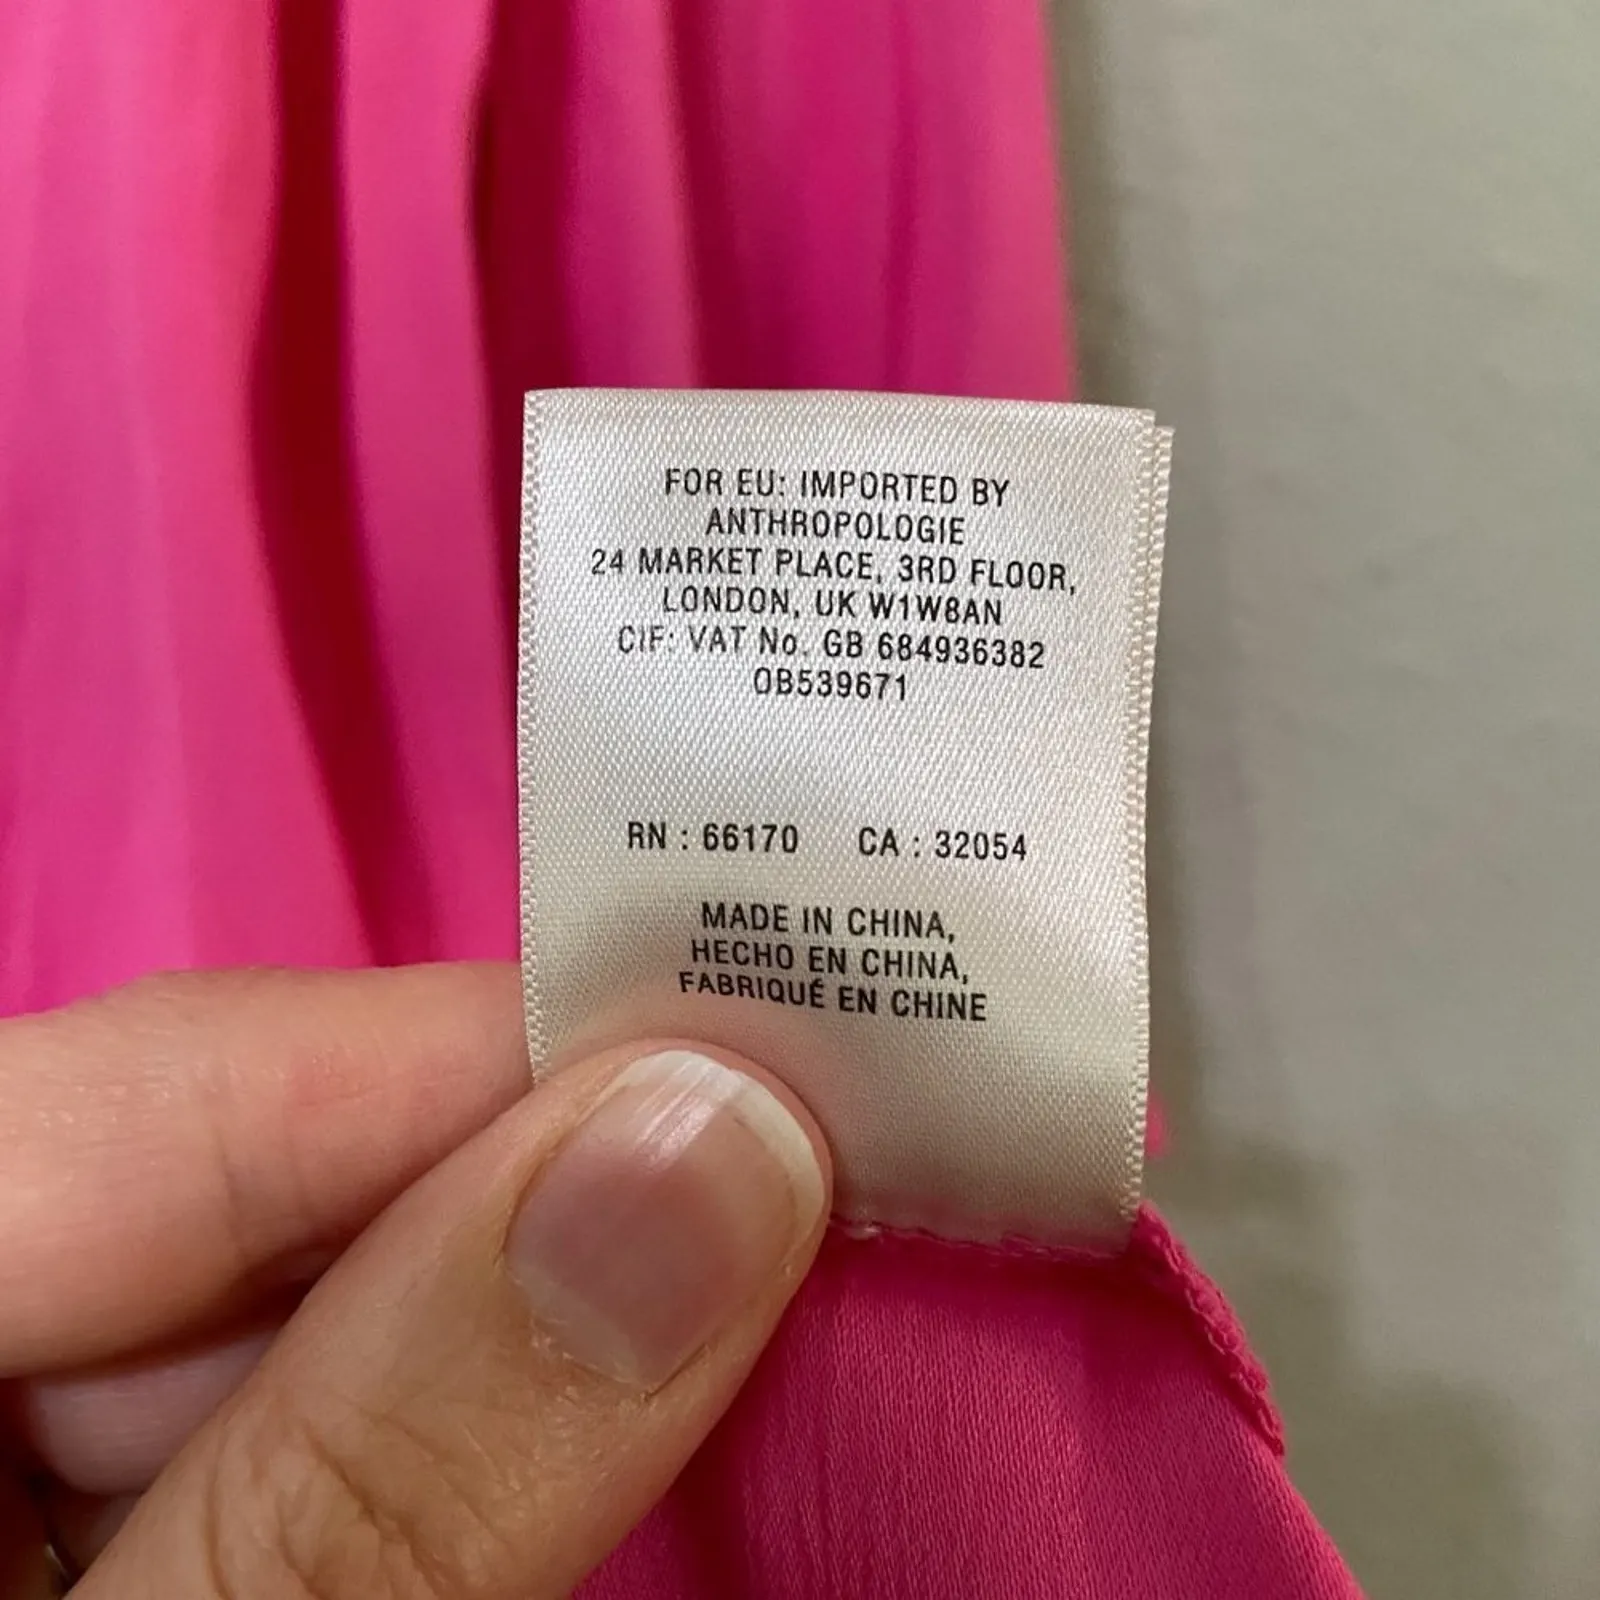 FOR EU: IMPORTED BY
ANTHROPOLOGIE
24 MARKET PLACE, 3RD FLOOR,
LONDON, UK W1W8AN
CIF: VAT No. GB 684936382
0B539671
RN : 66170 CA : 32054
MADE IN CHINA,
HECHO EN CHINA,
FABRIQUÉ EN CHINE